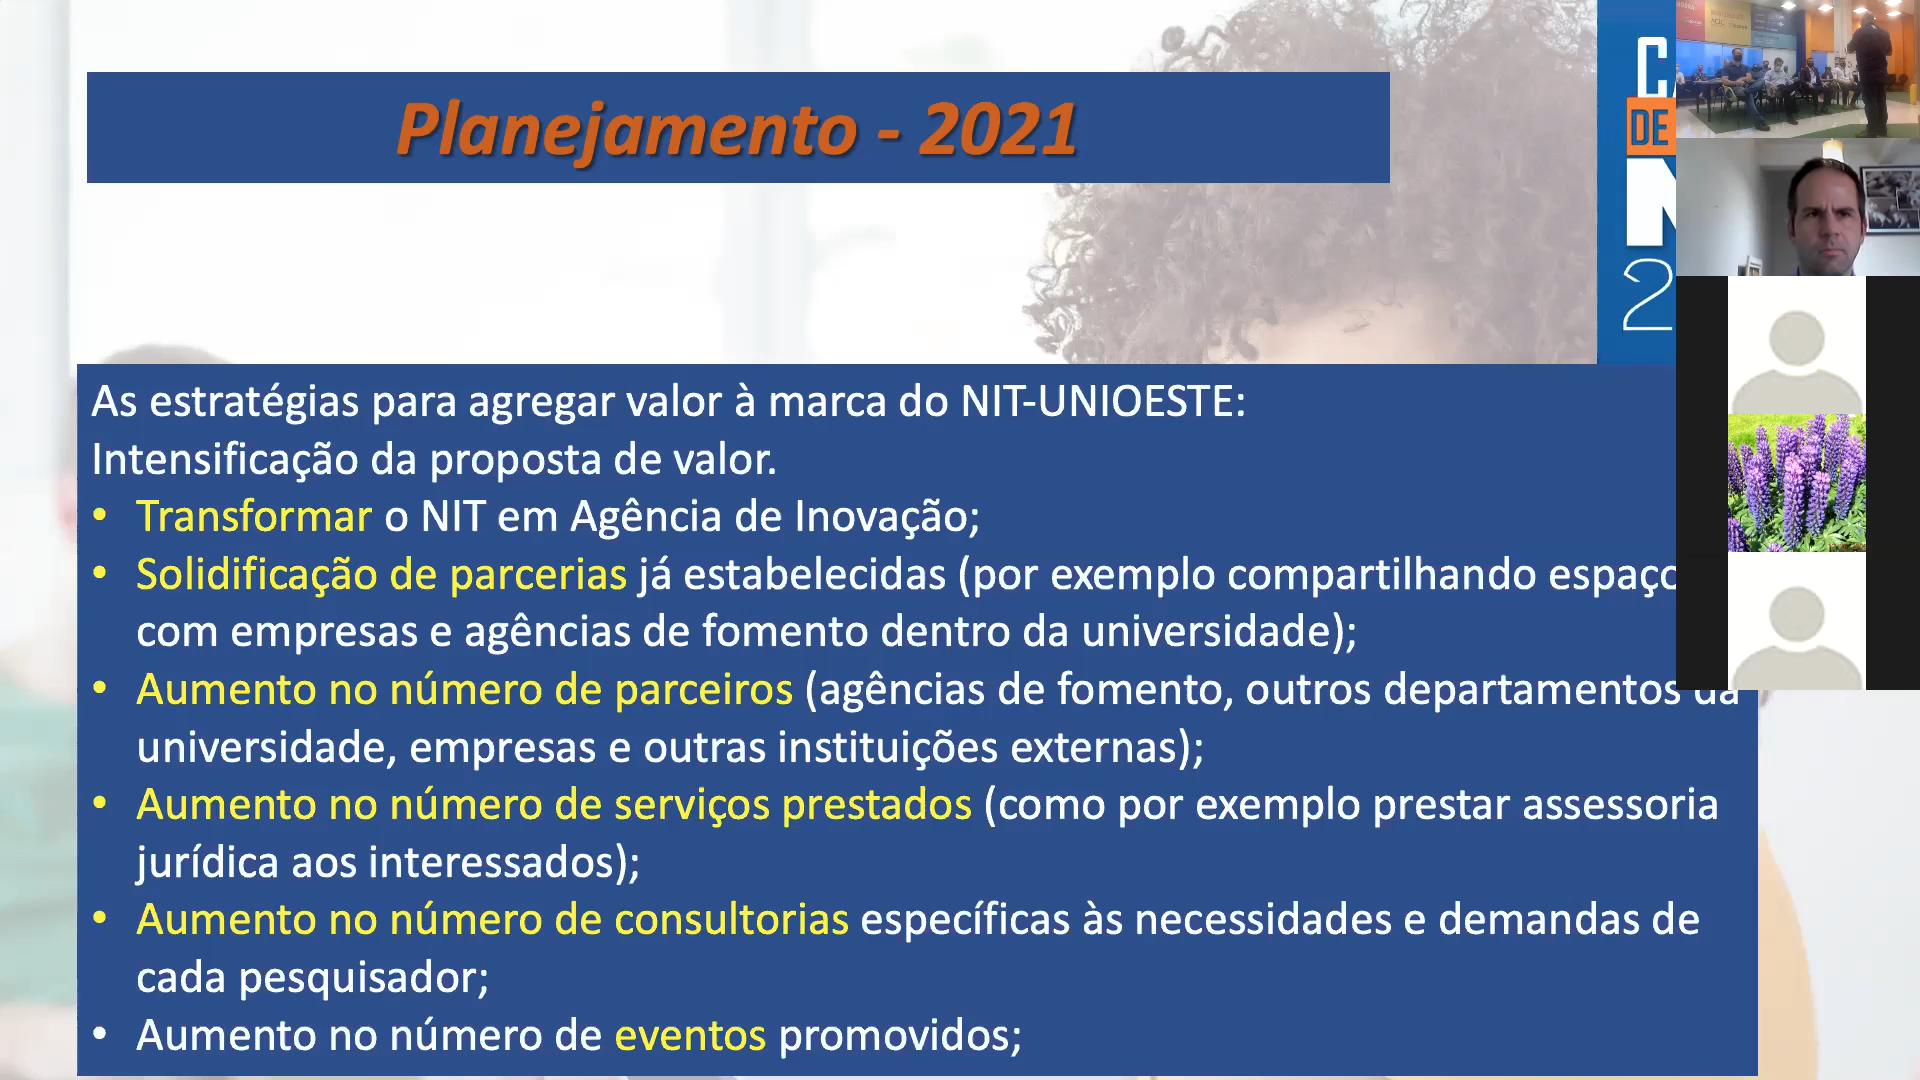 Planejamento - 2021
C
DE
N
2
As estratégias para agregar valor à marca do NIT-UNIOESTE:
Intensificação da proposta de valor.
• Transformar o NIT em Agência de Inovação;
• Solidificação de parcerias já estabelecidas (por exemplo compartilhando espaço
com empresas e agências de fomento dentro da universidade);
• Aumento no número de parceiros (agências de fomento, outros departamentos da
universidade, empresas e outras instituições externas);
• Aumento no número de serviços prestados (como por exemplo prestar assessoria
jurídica aos interessados);
• Aumento no número de consultorias específicas às necessidades e demandas de
cada pesquisador;
• Aumento no número de eventos promovidos;